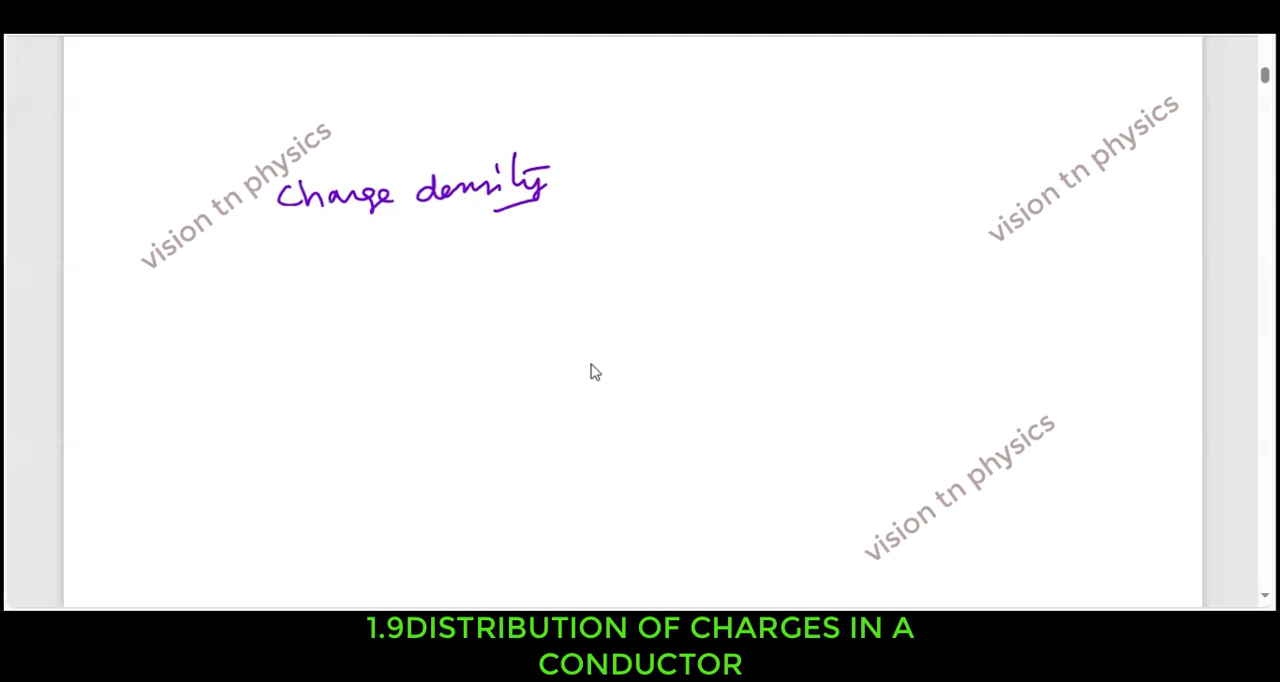 vision tn physics
vision tn physics
Charge density
vision tn physics
1.9DISTRIBUTION OF CHARGES IN A
CONDUCTOR